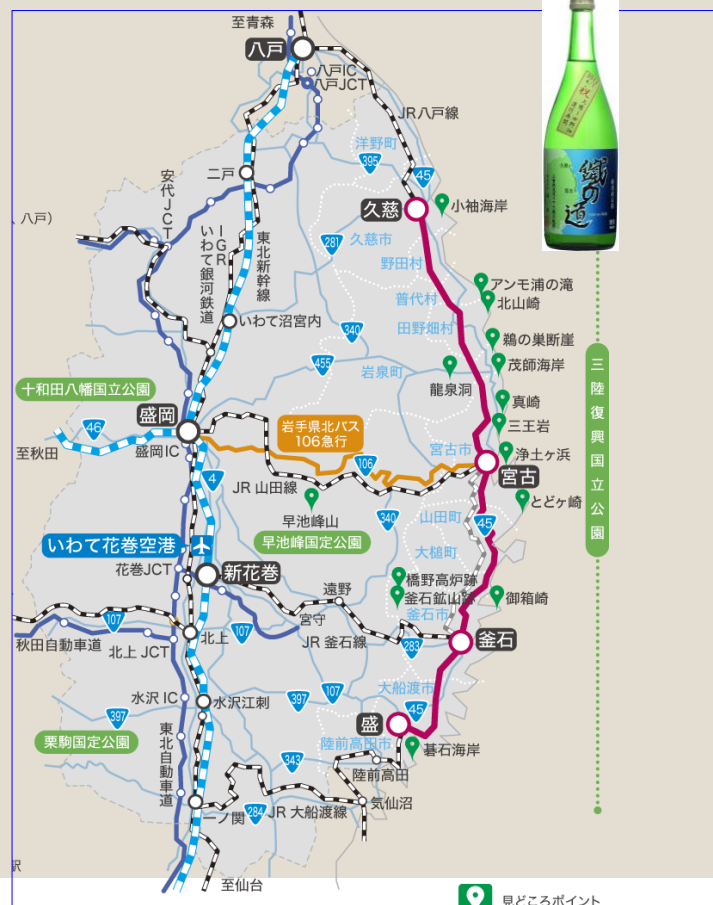 至青森
八戸
八戸IC
八戸JCT
JR八戸線
洋野町
395
二戸
45
久慈
小袖海岸
安代JCT
八戸)
IGR
いわて銀河鉄道
東北新幹線
281
久慈市
野田村
アンモ浦の滝
普代村
北山崎
いわて沼宮内
田野畑村
340
鵜の巣断崖
455
岩泉町
茂師海岸
龍泉洞
十和田八幡国立公園
真崎
盛岡
岩手県北バス
106急行
三王岩
46
至秋田
盛岡IC
宮古市
浄土ヶ浜
106
宮古
4
JR 山田線
とどヶ崎
早池峰山
340
山田町
45
いわて花巻空港
早池峰国定公園
大槌町
花巻JCT
新花巻
橋野高炉跡
遠野
釜石鉱山跡
御箱崎
宮守
釜石市
107
107
北上
秋田自動車道
北上 JCT
JR 釜石線
283
釜石
大船渡市
水沢 IC
水沢江刺
397
107
45
397
盛
栗駒国定公園
陸前高田市
碁石海岸
東北自動車道
343
陸前高田
一ノ関
284
JR 大船渡線
気仙沼
駅
至仙台
見どころポイント
三陸復興国立公園
祝
郷の道